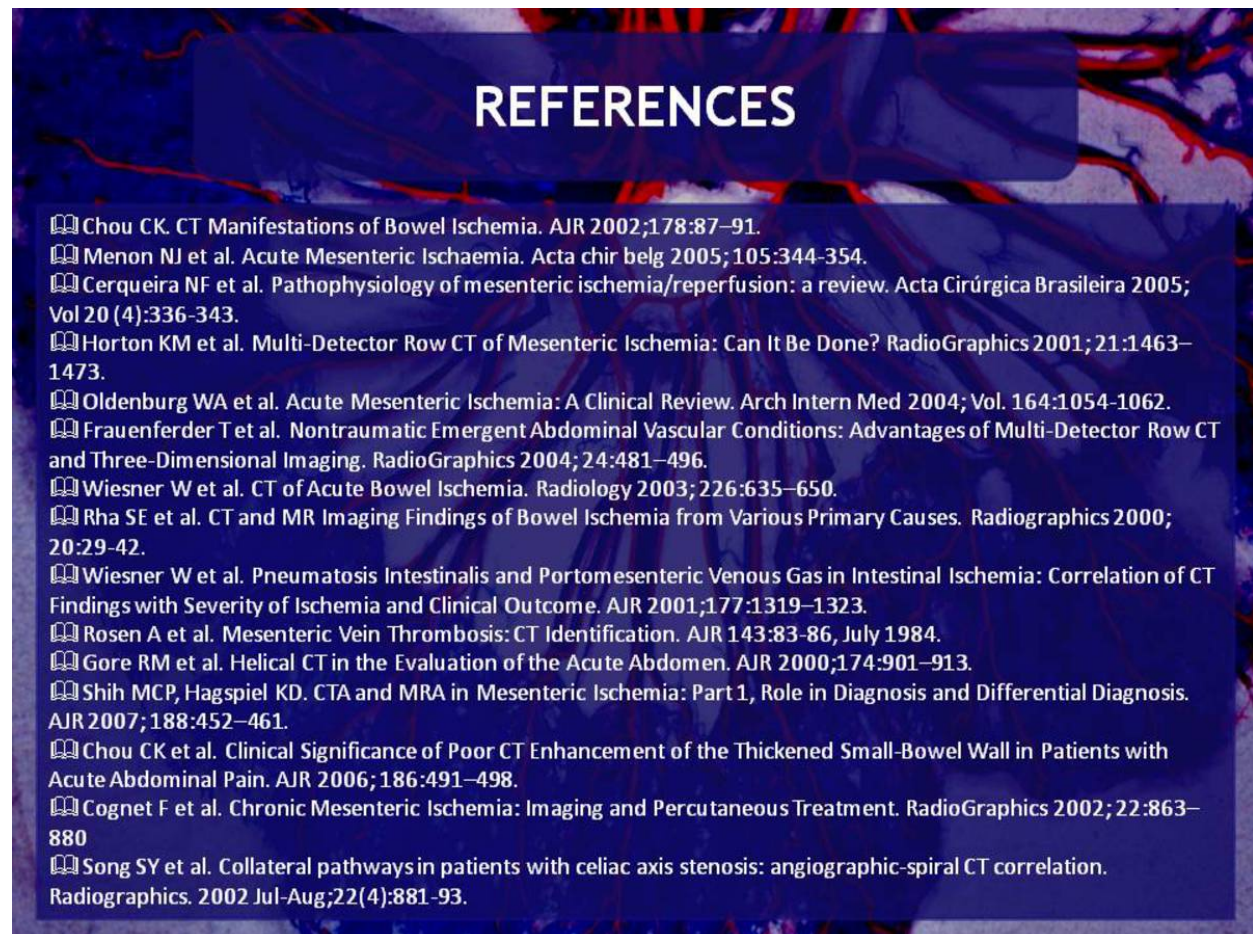 REFERENCES
🕮Chou CK. CT Manifestations of Bowel Ischemia. AJR 2002;178:87–91.
🕮Menon NJ et al. Acute Mesenteric Ischaemia. Acta chir belg 2005; 105:344-354.
🕮Cerqueira NF et al. Pathophysiology of mesenteric ischemia/reperfusion: a review. Acta Cirúrgica Brasileira 2005;
Vol 20 (4):336-343.
🕮Horton KM et al. Multi-Detector Row CT of Mesenteric Ischemia: Can It Be Done? RadioGraphics 2001; 21:1463–
1473.
🕮Oldenburg WA et al. Acute Mesenteric Ischemia: A Clinical Review. Arch Intern Med 2004; Vol. 164:1054-1062.
🕮Frauenferder T et al. Nontraumatic Emergent Abdominal Vascular Conditions: Advantages of Multi-Detector Row CT
and Three-Dimensional Imaging. RadioGraphics 2004; 24:481–496.
🕮Wiesner W et al. CT of Acute Bowel Ischemia. Radiology 2003; 226:635–650.
🕮Rha SE et al. CT and MR Imaging Findings of Bowel Ischemia from Various Primary Causes. Radiographics 2000;
20:29-42.
🕮Wiesner W et al. Pneumatosis Intestinalis and Portomesenteric Venous Gas in Intestinal Ischemia: Correlation of CT
Findings with Severity of Ischemia and Clinical Outcome. AJR 2001;177:1319–1323.
🕮Rosen A et al. Mesenteric Vein Thrombosis: CT Identification. AJR 143:83-86, July 1984.
🕮Gore RM et al. Helical CT in the Evaluation of the Acute Abdomen. AJR 2000;174:901–913.
🕮Shih MCP, Hagspiel KD. CTA and MRA in Mesenteric Ischemia: Part 1, Role in Diagnosis and Differential Diagnosis.
AJR 2007; 188:452–461.
🕮Chou CK et al. Clinical Significance of Poor CT Enhancement of the Thickened Small-Bowel Wall in Patients with
Acute Abdominal Pain. AJR 2006; 186:491–498.
🕮Cognet F et al. Chronic Mesenteric Ischemia: Imaging and Percutaneous Treatment. RadioGraphics 2002; 22:863–
880
🕮Song SY et al. Collateral pathways in patients with celiac axis stenosis: angiographic-spiral CT correlation.
Radiographics. 2002 Jul-Aug;22(4):881-93.